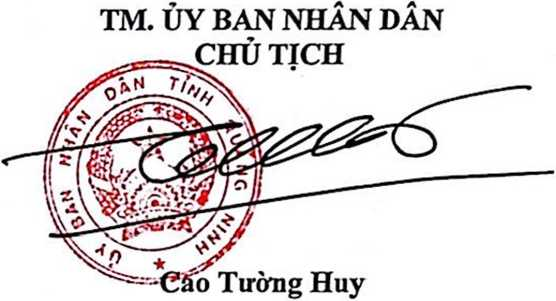 TM. ỦY BAN NHÂN DÂN
CHỦ TỊCH
ỦY BAN NHÂN DÂN TỈNH QUẢNG NINH
Cao Tường Huy